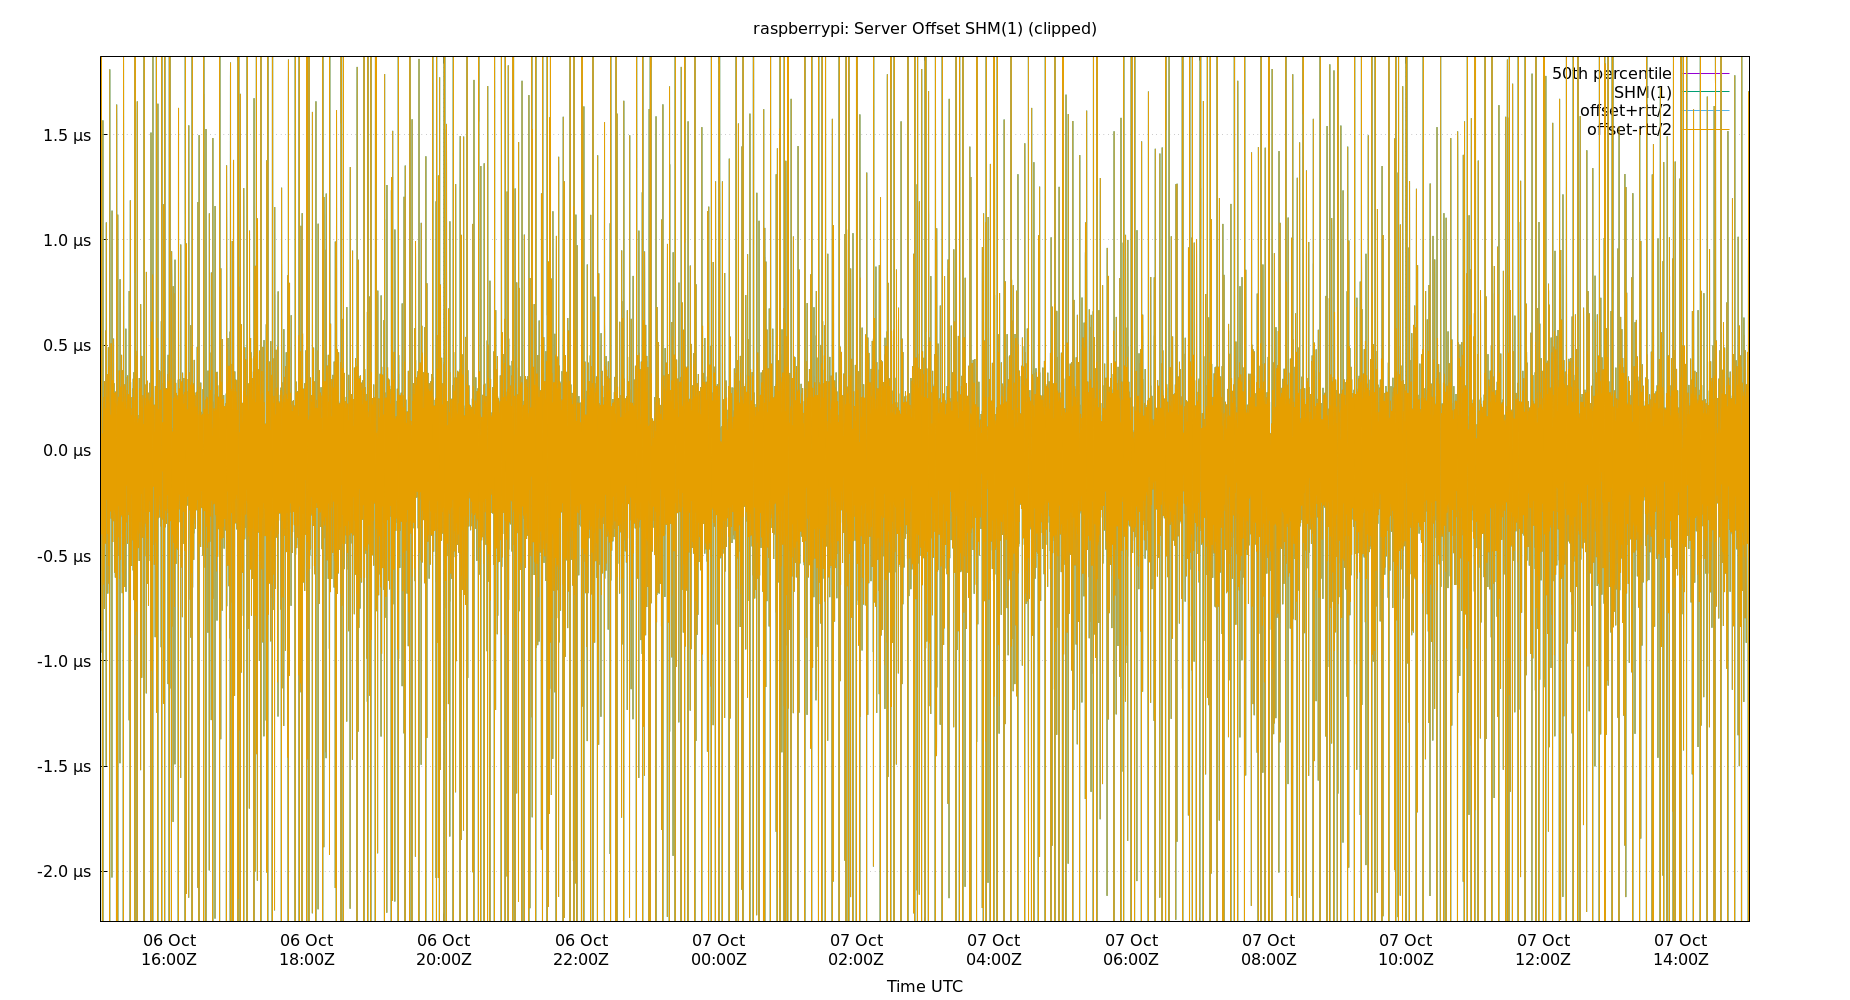 raspberrypi: Server Offset SHM(1) (clipped)
50th percentile
SHM(1)
offset+rtt/2
offset-rtt/2
1.5 µs
1.0 µs
0.5 µs
0.0 µs
-0.5 µs
-1.0 µs
-1.5 µs
-2.0 µs
06 Oct 06 Oct 06 Oct 06 Oct 07 Oct 07 Oct 07 Oct 07 Oct 07 Oct 07 Oct 07 Oct 07 Oct
16:00Z 18:00Z 20:00Z 22:00Z 00:00Z 02:00Z 04:00Z 06:00Z 08:00Z 10:00Z 12:00Z 14:00Z
Time UTC